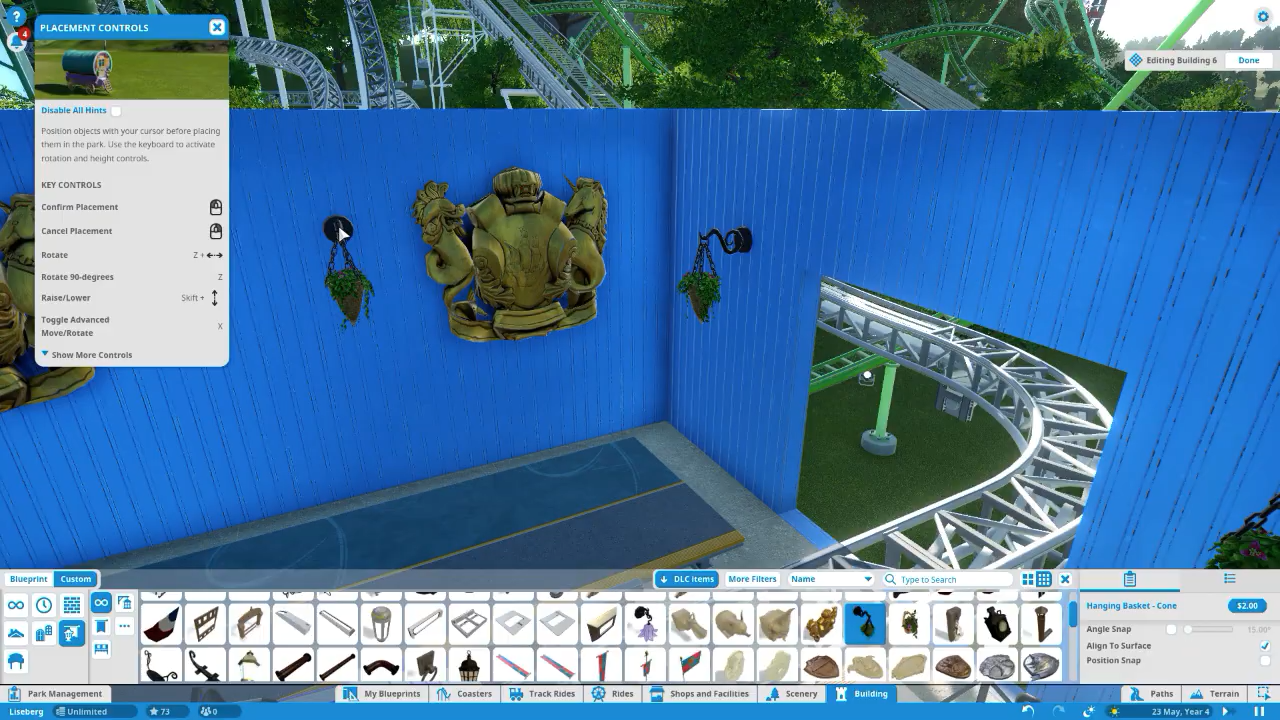 PLACEMENT CONTROLS
Disable All Hints
Position objects with your cursor before placing
them in the park. Use the keyboard to activate
rotation and height controls.
KEY CONTROLS
Confirm Placement
Cancel Placement
Rotate Z +
Rotate 90-degrees Z
Raise/Lower Skift +
Toggle Advanced
Move/Rotate X
Show More Controls
? 4
Editing Building 6 Done
Blueprint Custom
DLC Items More Filters Name Type to Search
Hanging Basket - Cone $2.00
Angle Snap 15.00°
Align To Surface
Position Snap
Park Management My Blueprints Coasters Track Rides Rides Shops and Facilities Scenery Building Paths Terrain
Liseberg Unlimited 73 0 23 May, Year 4